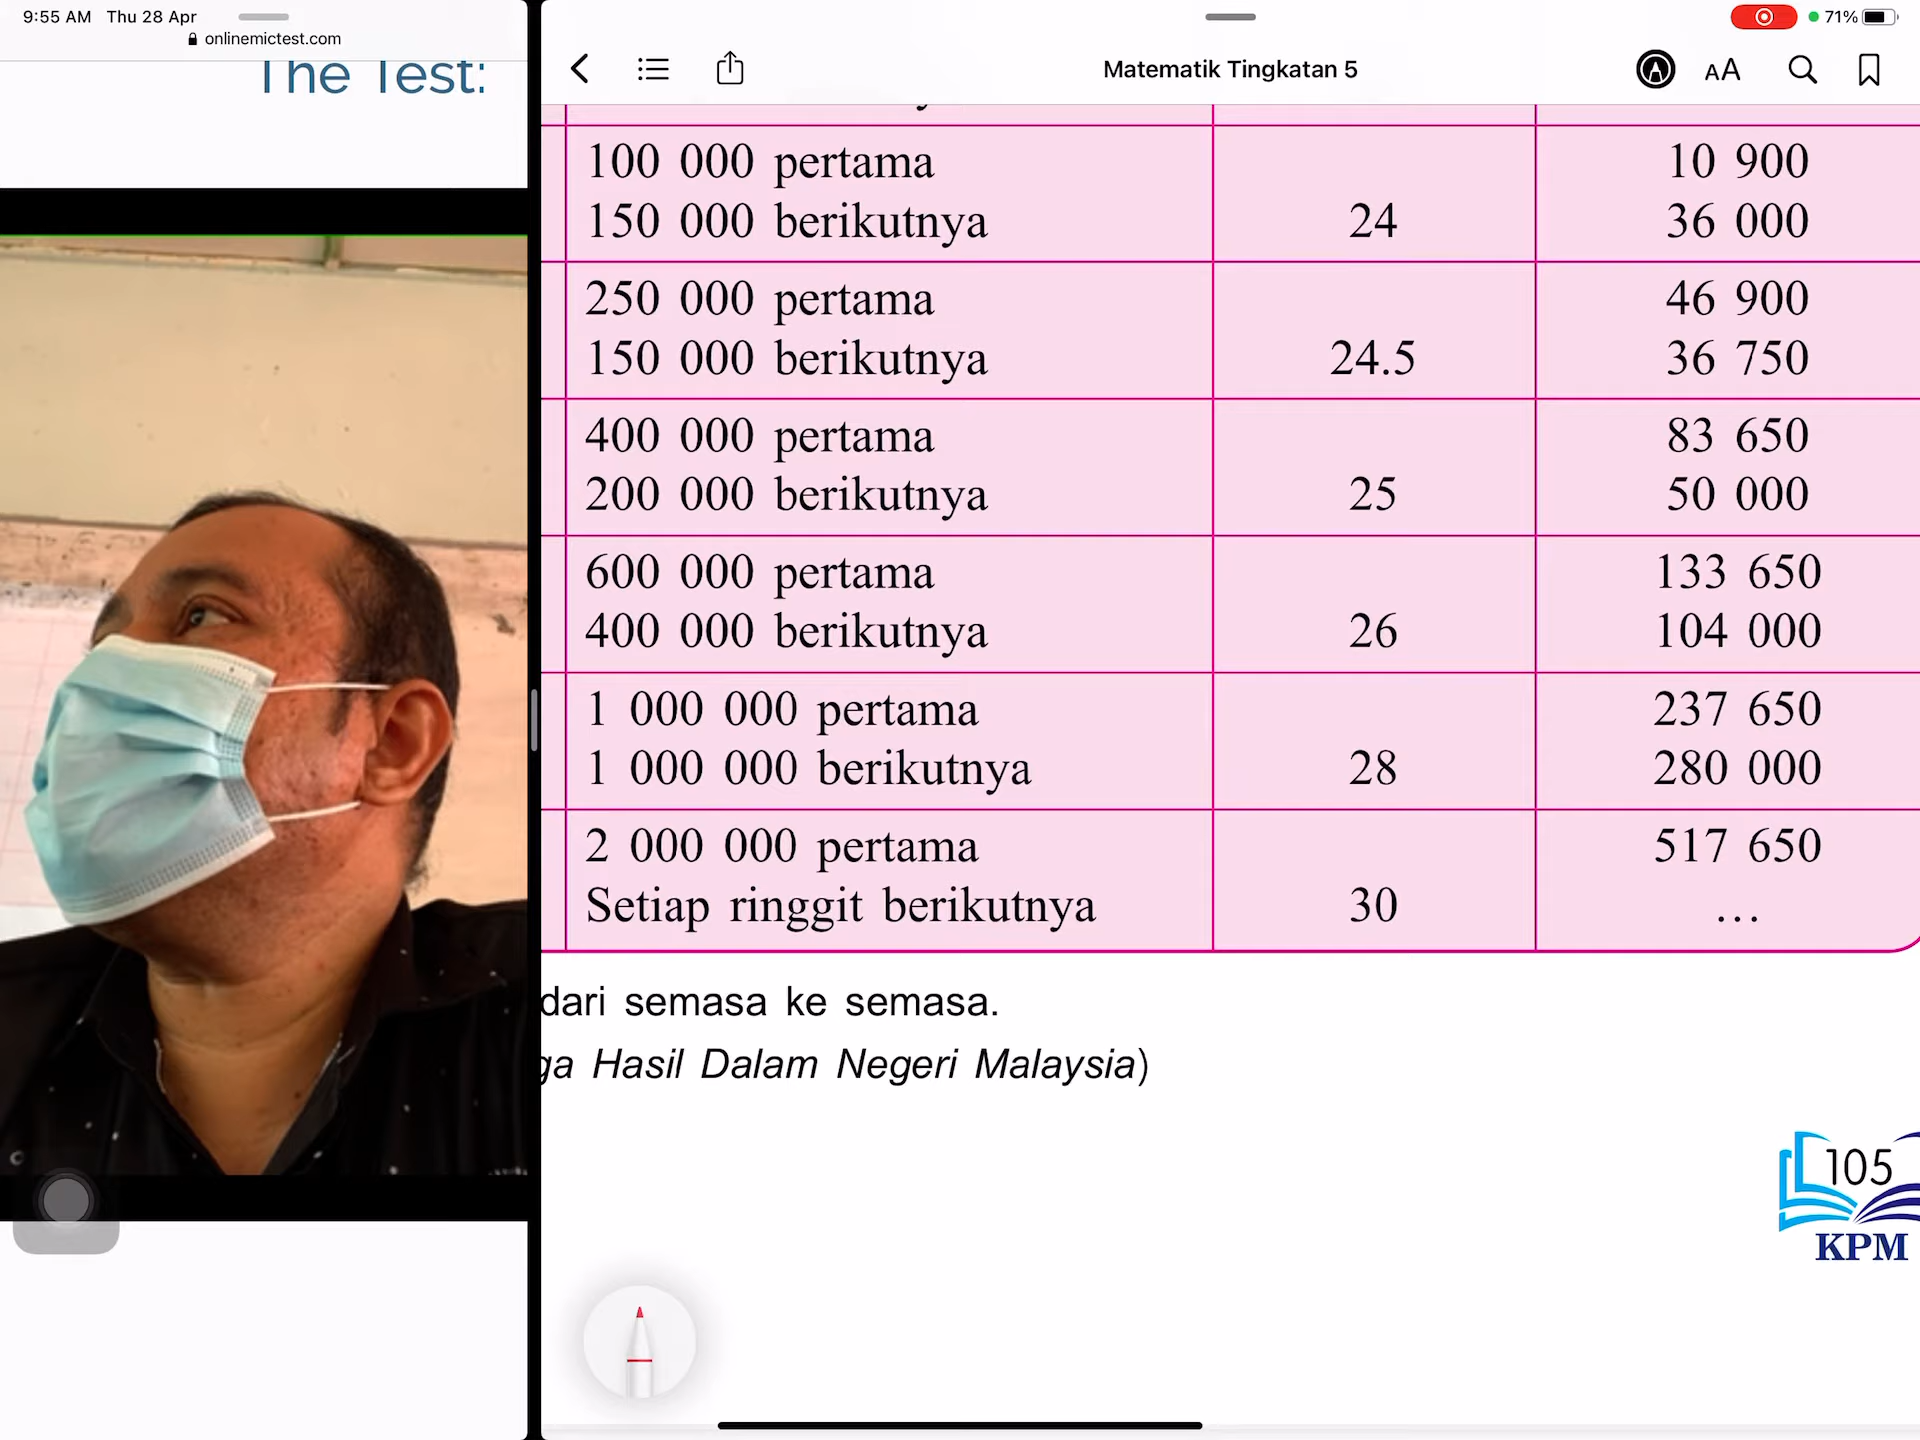 9:55 AM Thu 28 Apr
onlinemictest.com
The Test:
71%
Matematik Tingkatan 5
AA
100 000 pertama 10 900
150 000 berikutnya 24 36 000
250 000 pertama 46 900
150 000 berikutnya 24.5 36 750
400 000 pertama 83 650
200 000 berikutnya 25 50 000
600 000 pertama 133 650
400 000 berikutnya 26 104 000
1 000 000 pertama 237 650
1 000 000 berikutnya 28 280 000
2 000 000 pertama 517 650
Setiap ringgit berikutnya 30 ...
dari semasa ke semasa.
ga Hasil Dalam Negeri Malaysia)
105
KPM